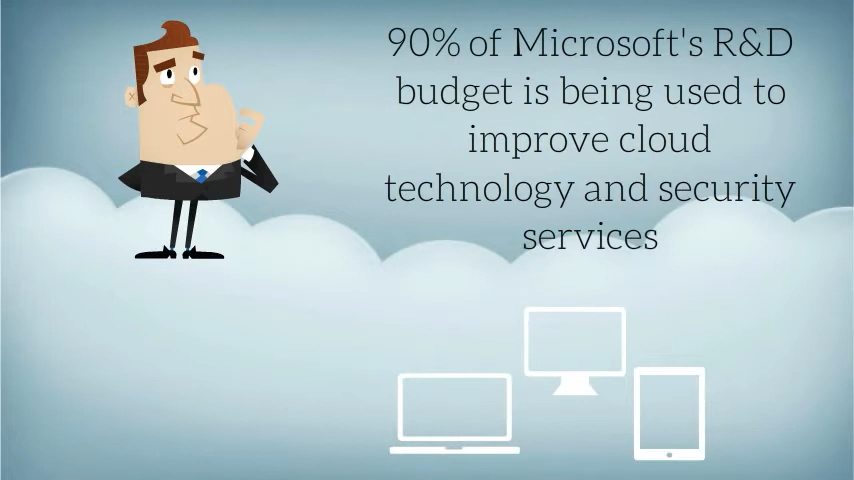 90% of Microsoft's R&D
budget is being used to
improve cloud
technology and security
services